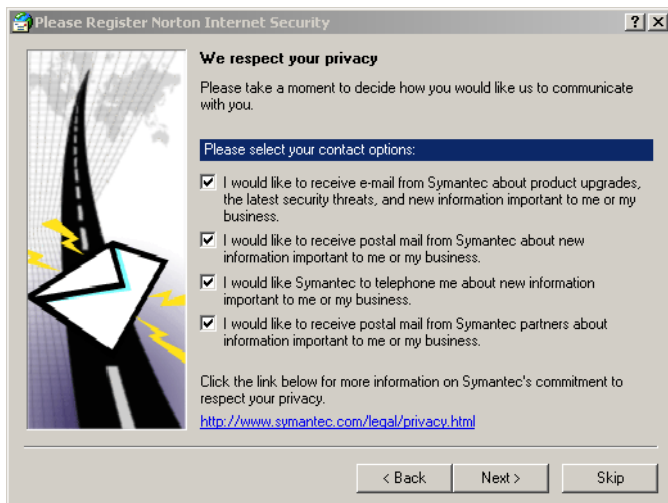 Please Register Norton Internet Security
We respect your privacy
Please take a moment to decide how you would like us to communicate
with you.
Please select your contact options:
I would like to receive e-mail from Symantec about product upgrades,
the latest security threats, and new information important to me or my
business.
I would like to receive postal mail from Symantec about new
information important to me or my business.
I would like Symantec to telephone me about new information
important to me or my business.
I would like to receive postal mail from Symantec partners about
information important to me or my business.
Click the link below for more information on Symantec's commitment to
respect your privacy.
http://www.symantec.com/legal/privacy.html
< Back Next > Skip